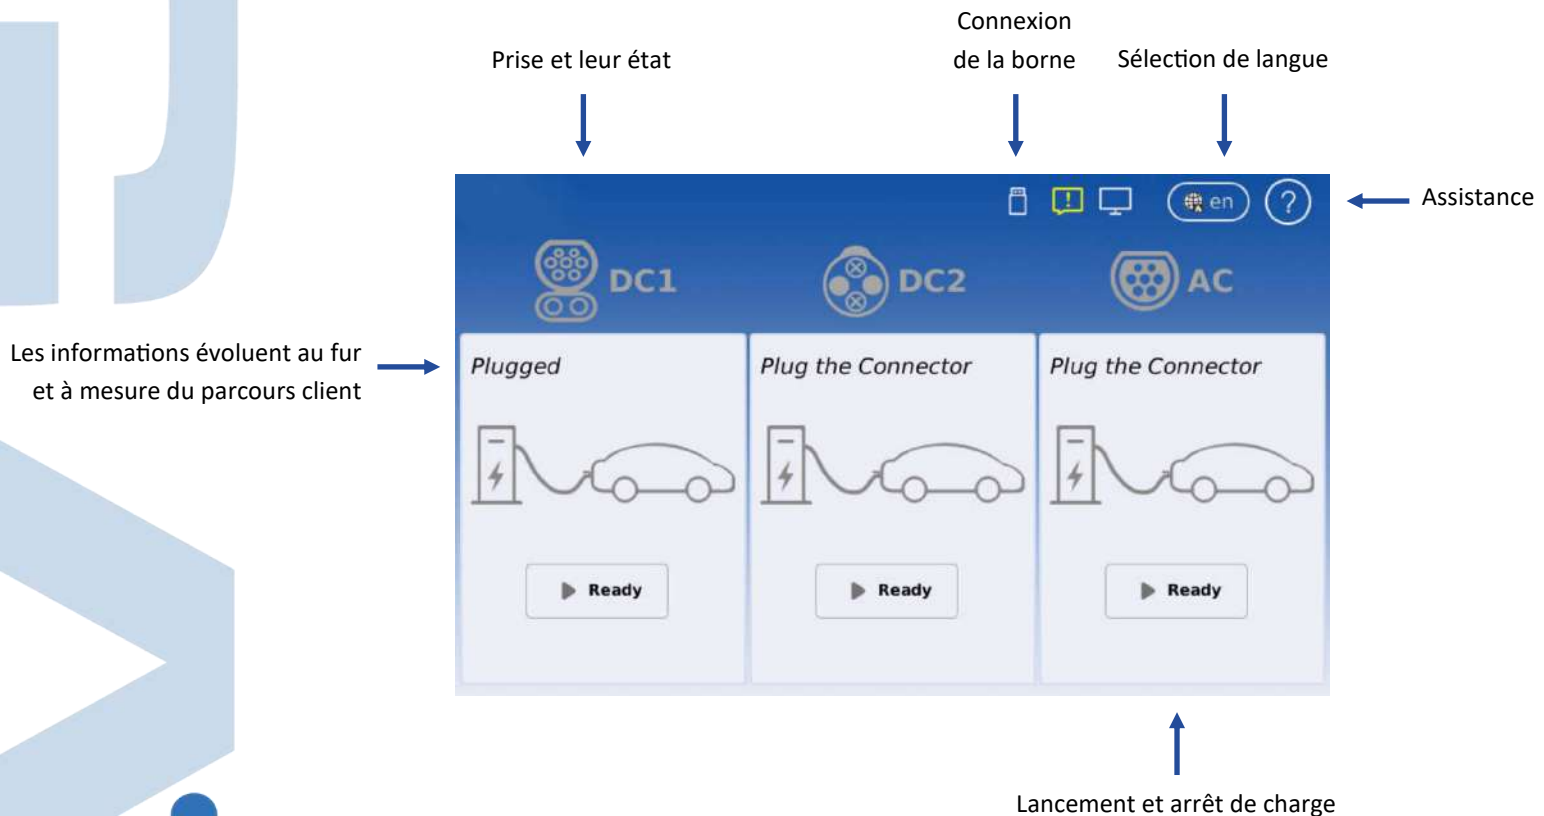 Connexion
de la borne
Prise et leur état
Sélection de langue
Assistance
en
?
!
DC1
DC2
AC
Les informations évoluent au fur
et à mesure du parcours client
Plugged
Plug the Connector
Plug the Connector
Ready
Ready
Ready
Lancement et arrêt de charge